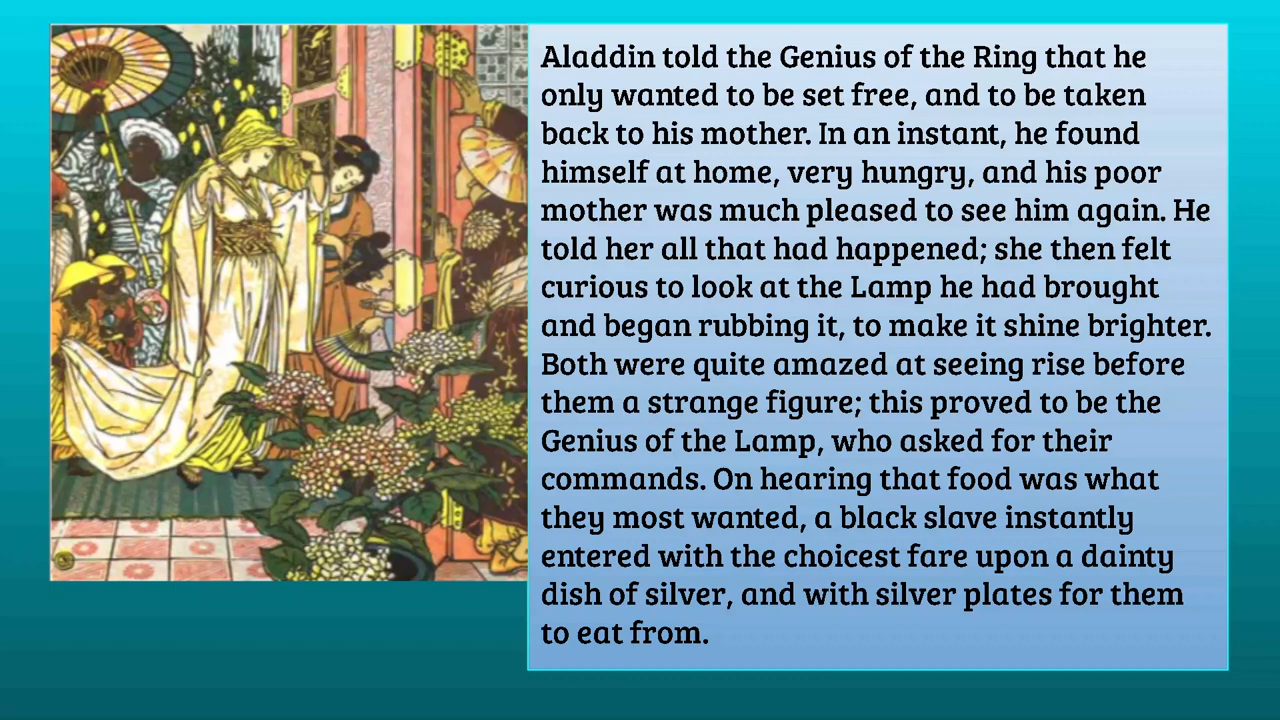 Aladdin told the Genius of the Ring that he
only wanted to be set free, and to be taken
back to his mother. In an instant, he found
himself at home, very hungry, and his poor
mother was much pleased to see him again. He
told her all that had happened; she then felt
curious to look at the Lamp he had brought
and began rubbing it, to make it shine brighter.
Both were quite amazed at seeing rise before
them a strange figure; this proved to be the
Genius of the Lamp, who asked for their
commands. On hearing that food was what
they most wanted, a black slave instantly
entered with the choicest fare upon a dainty
dish of silver, and with silver plates for them
to eat from.